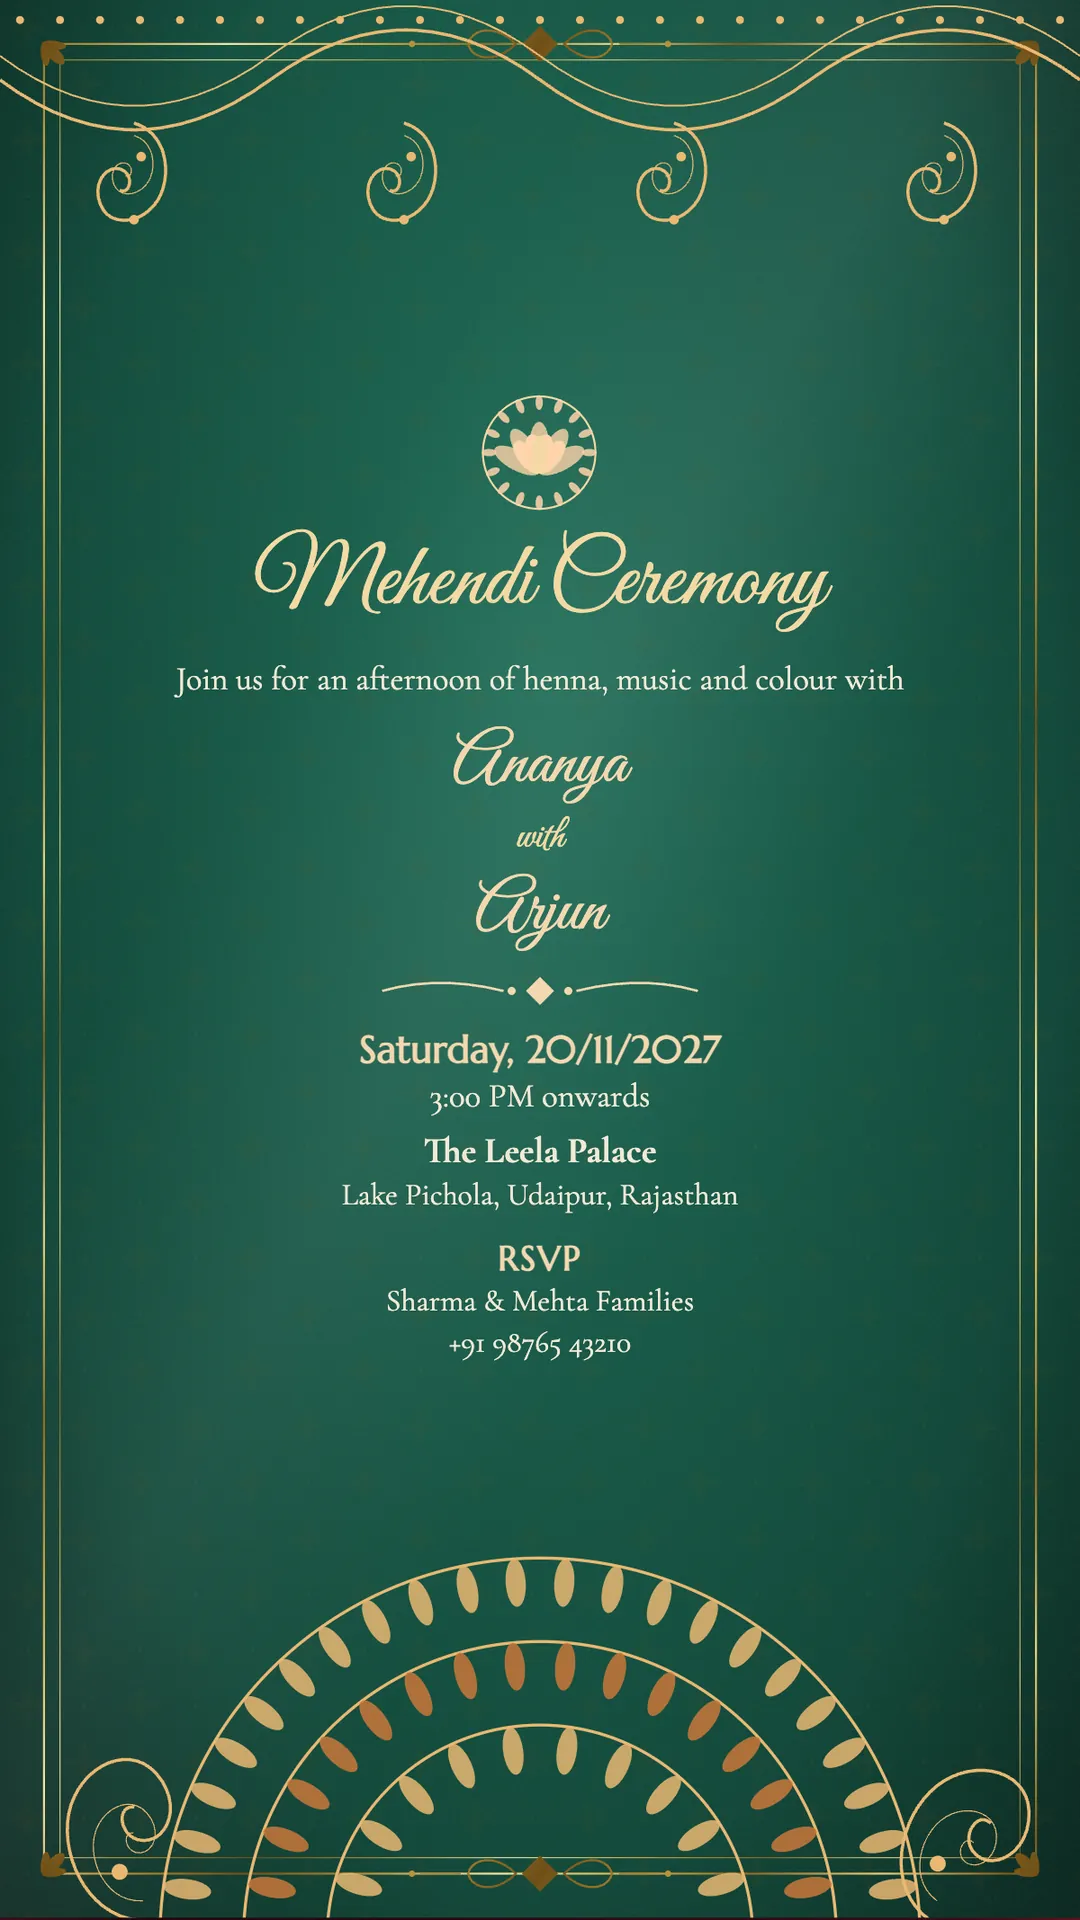 Mehendi Ceremony
Join us for an afternoon of henna, music and colour with
Ananya
with
Arjun
Saturday, 20/11/2027
3:00 PM onwards
The Leela Palace
Lake Pichola, Udaipur, Rajasthan
RSVP
Sharma & Mehta Families
+91 98765 43210